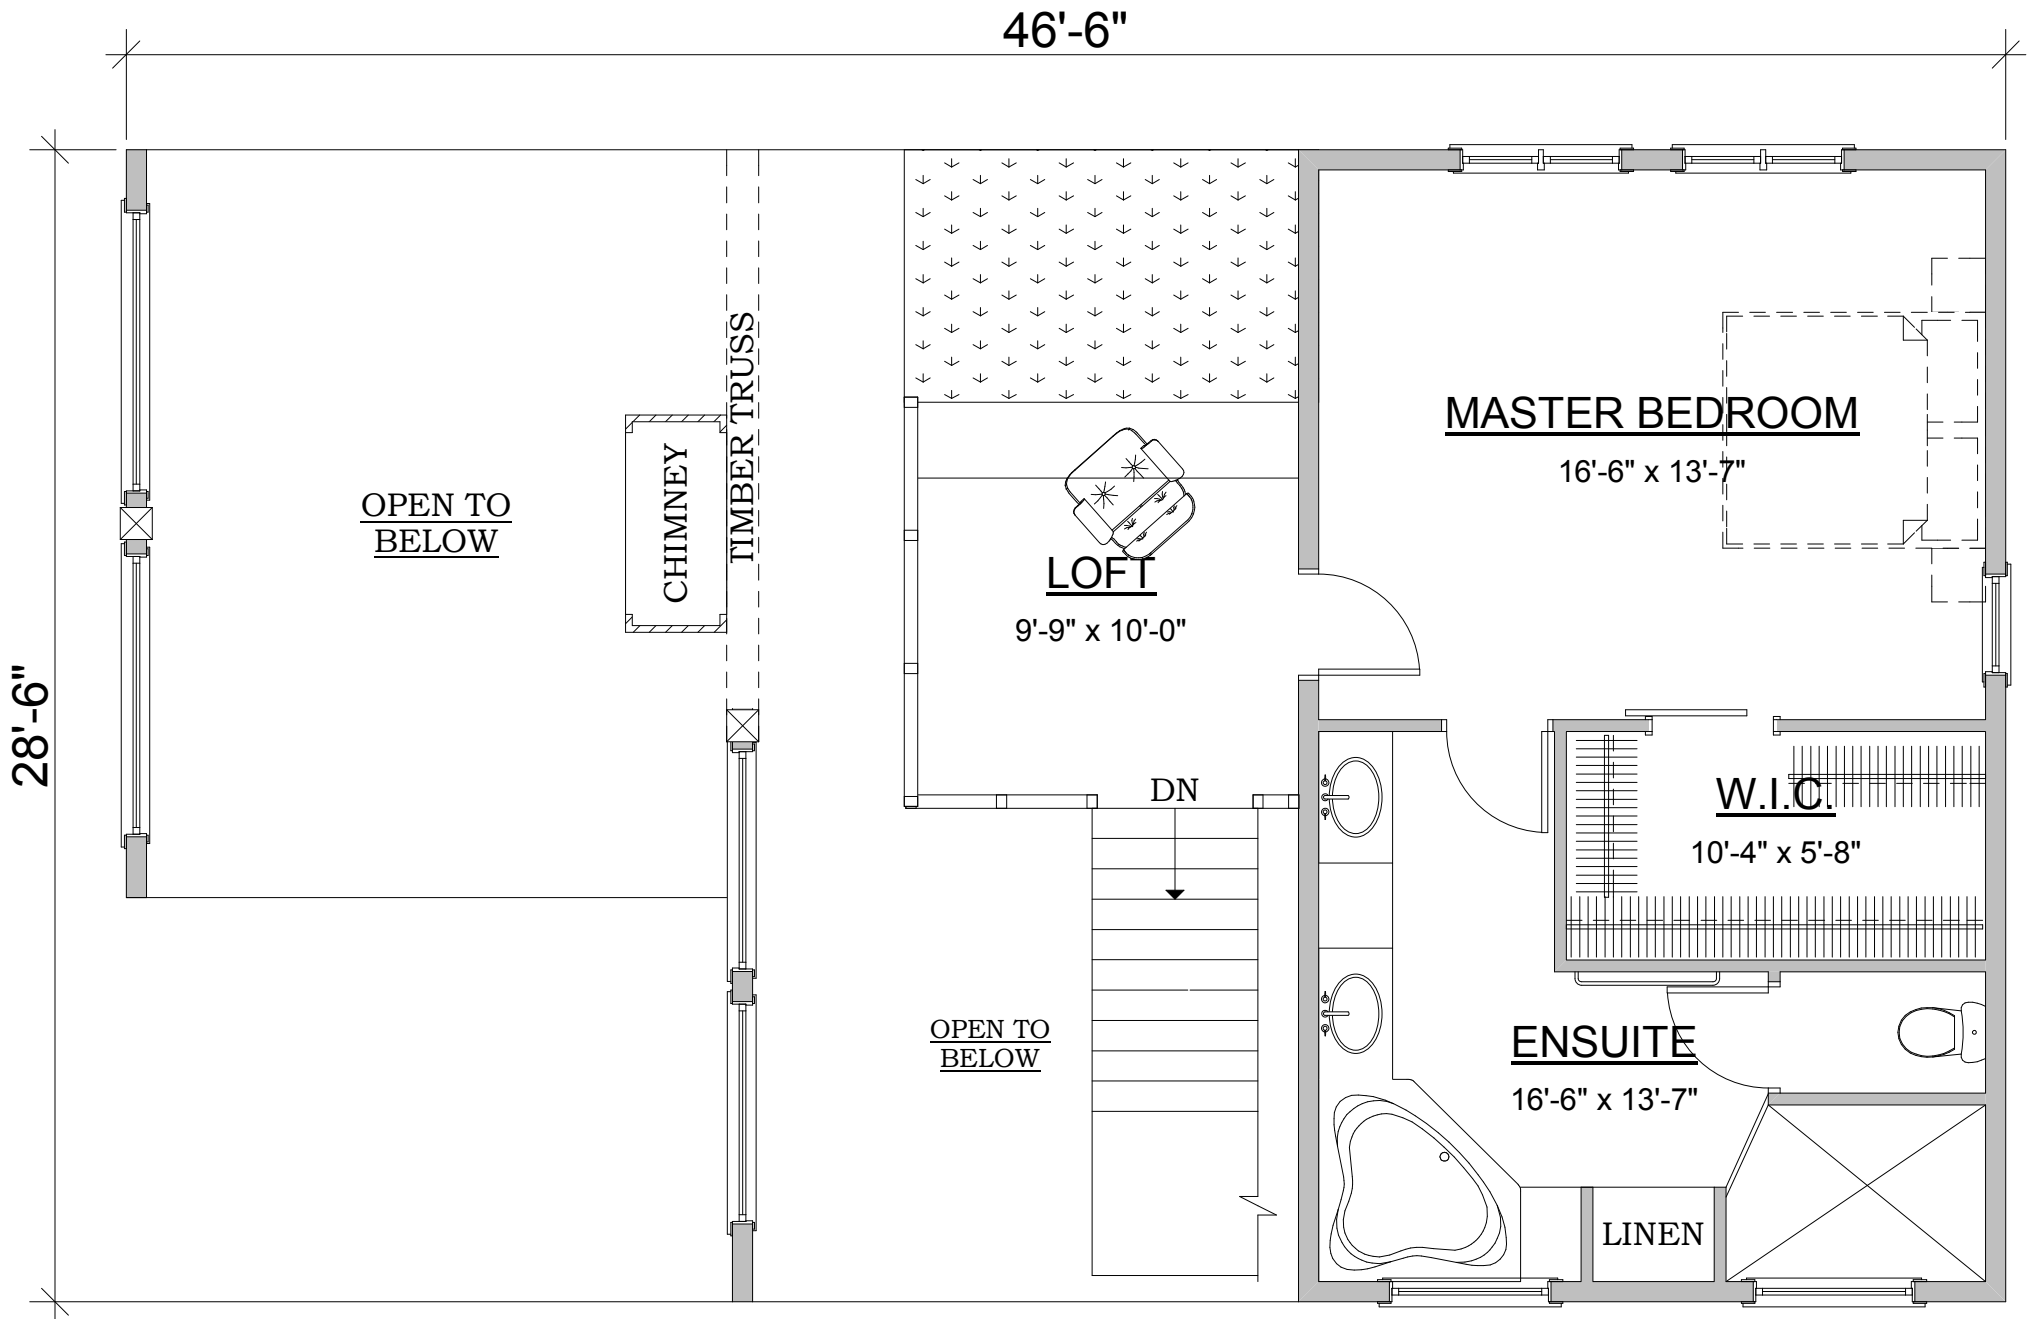 46'-6"
28'-6"
OPEN TO
BELOW
CHIMNEY
TIMBER TRUSS
LOFT
9'-9" x 10'-0"
MASTER BEDROOM
16'-6" x 13'-7"
DN
W.I.C.
10'-4" x 5'-8"
OPEN TO
BELOW
ENSUITE
16'-6" x 13'-7"
LINEN